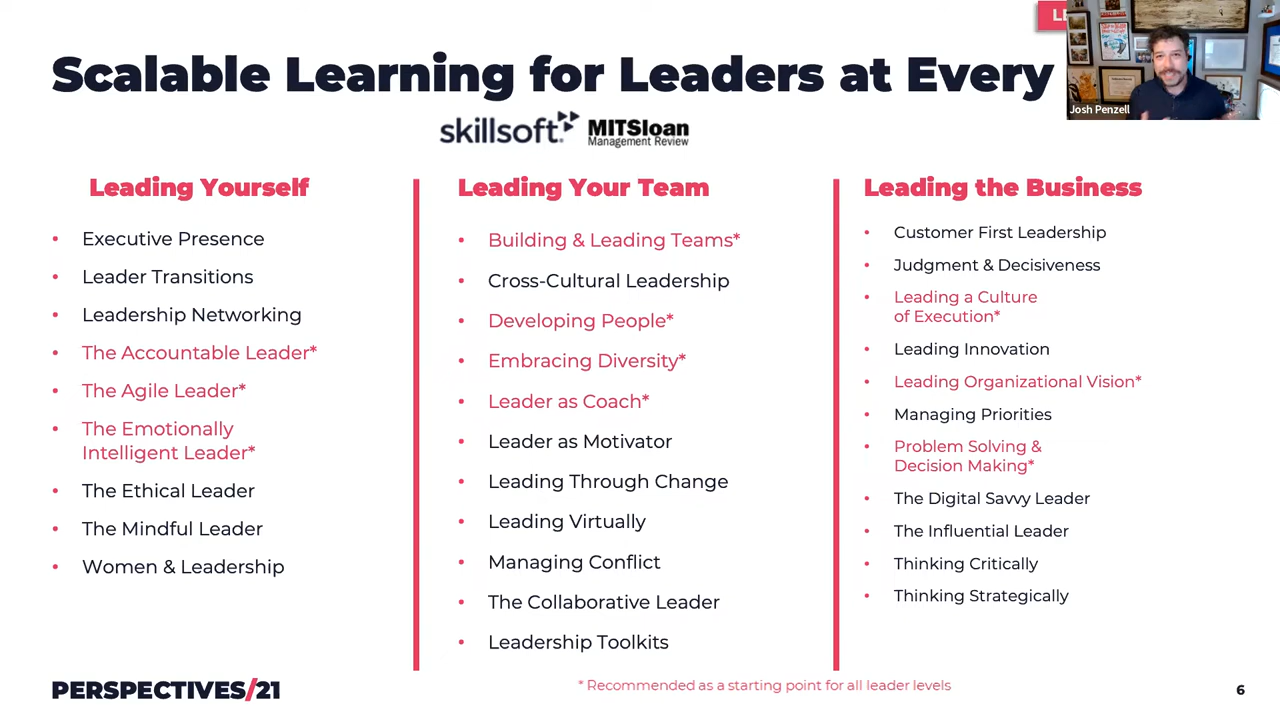 LE
Scalable Learning for Leaders at Every
Josh Penzell
skillsoft
MITSloan
Management Review
Leading Yourself
• Executive Presence
• Leader Transitions
• Leadership Networking
• The Accountable Leader*
• The Agile Leader*
• The Emotionally
Intelligent Leader*
• The Ethical Leader
• The Mindful Leader
• Women & Leadership
Leading Your Team
• Building & Leading Teams*
• Cross-Cultural Leadership
• Developing People*
• Embracing Diversity*
• Leader as Coach*
• Leader as Motivator
• Leading Through Change
• Leading Virtually
• Managing Conflict
• The Collaborative Leader
• Leadership Toolkits
Leading the Business
• Customer First Leadership
• Judgment & Decisiveness
• Leading a Culture
of Execution*
• Leading Innovation
• Leading Organizational Vision*
• Managing Priorities
• Problem Solving &
Decision Making*
• The Digital Savvy Leader
• The Influential Leader
• Thinking Critically
• Thinking Strategically
PERSPECTIVES/21
* Recommended as a starting point for all leader levels
6